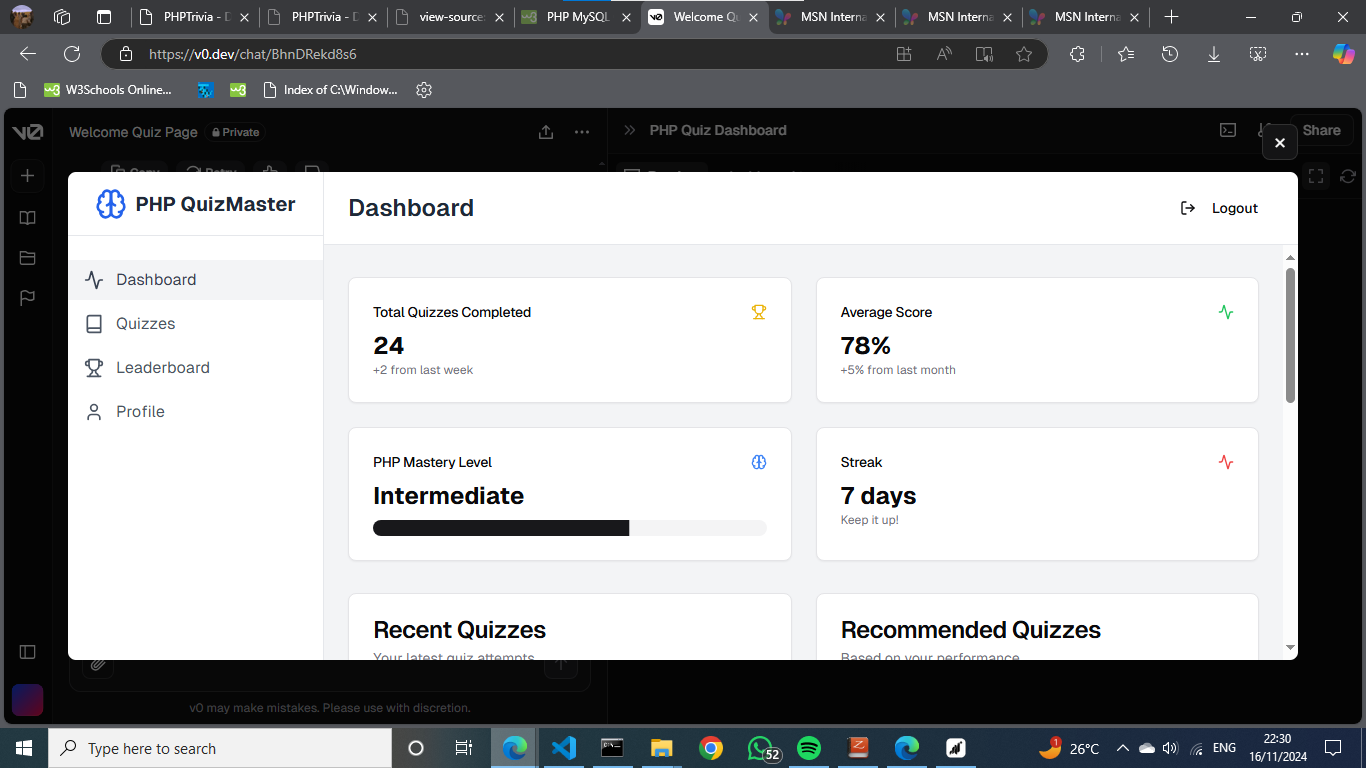 PHPTrivia - D
PHPTrivia - D
view-source:
PHP MySQL
Welcome Qu
MSN Interna
MSN Interna
MSN Interna
https://v0.dev/chat/BhnDRekd8s6
W3Schools Online...
Index of C:\Window...
Welcome Quiz Page
Private
PHP Quiz Dashboard
Share
Copy
Retry
PHP QuizMaster
Dashboard
Logout
Dashboard
Quizzes
Leaderboard
Profile
Total Quizzes Completed
24
+2 from last week
Average Score
78%
+5% from last month
PHP Mastery Level
Intermediate
Streak
7 days
Keep it up!
Recent Quizzes
Your latest quiz attempts
Recommended Quizzes
Based on your performance
v0 may make mistakes. Please use with discretion.
Type here to search
52
1
26°C
ENG
22:30
16/11/2024